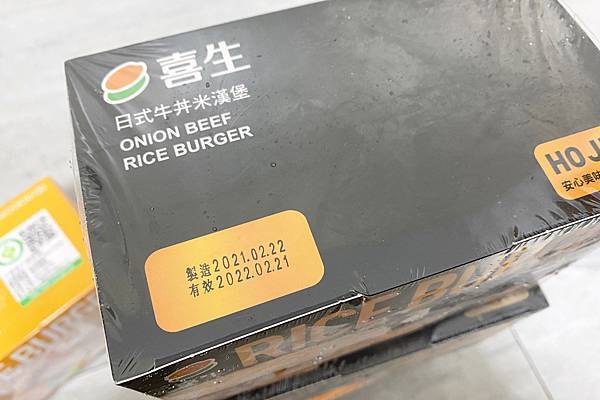 喜生
日式牛丼米漢堡
ONION BEEF
RICE BURGER
HOJ
安心美味
製造2021.02.22
有效2022.02.21
RICE BU